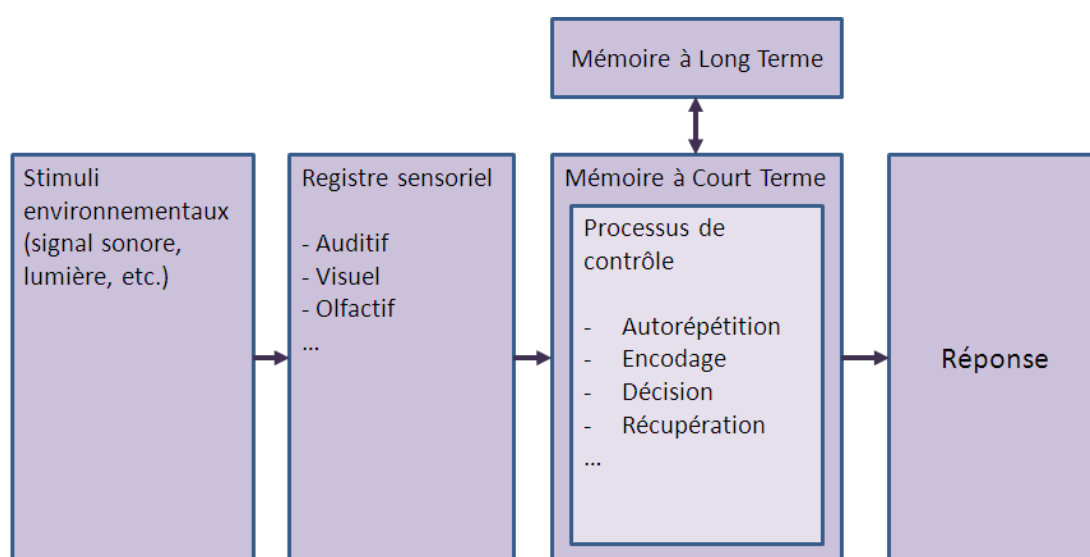 Mémoire à Long Terme
Stimuli
environnementaux
(signal sonore,
lumière, etc.)
Registre sensoriel
- Auditif
- Visuel
- Olfactif
...
Mémoire à Court Terme
Processus de
contrôle
- Autorépétition
- Encodage
- Décision
- Récupération
...
Réponse